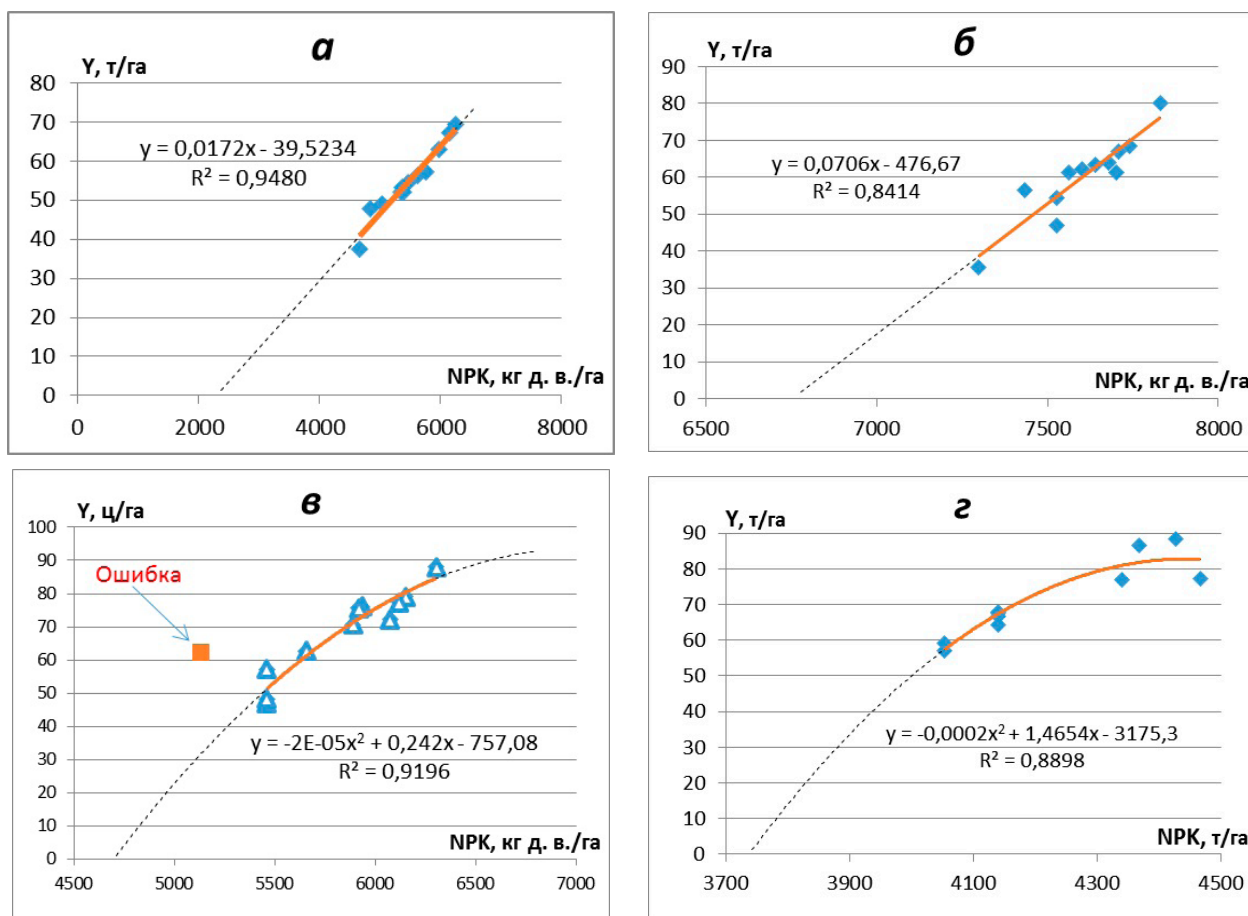 а
Y, т/га
80
70
60
50
40
30
20
10
0
y = 0,0172x - 39,5234
R² = 0,9480
NPK, кг д. в./га
0 2000 4000 6000 8000
б
Y, т/га
90
80
70
60
50
40
30
20
10
0
y = 0,0706x - 476,67
R² = 0,8414
NPK, кг д. в./га
6500 7000 7500 8000
в
Y, ц/га
100
90
80
70
60
50
40
30
20
10
0
Ошибка
y = -2E-05x² + 0,242x - 757,08
R² = 0,9196
NPK, кг д. в./га
4500 5000 5500 6000 6500 7000
г
Y, т/га
90
80
70
60
50
40
30
20
10
0
y = -0,0002x² + 1,4654x - 3175,3
R² = 0,8898
NPK, т/га
3700 3900 4100 4300 4500